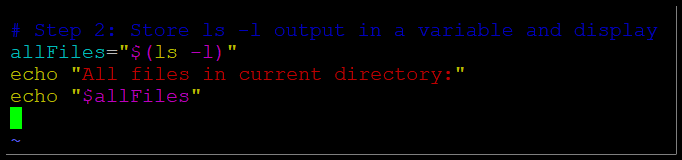 # Step 2: Store ls -l output in a variable and display
allFiles="$(ls -l)"
echo "All files in current directory:"
echo "$allFiles"
~